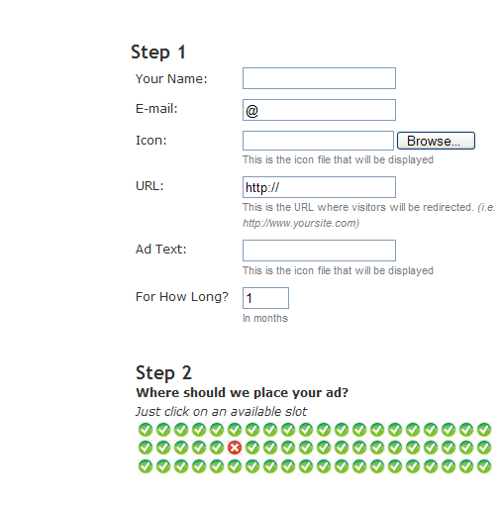 Step 1
Your Name:
E-mail: @
Icon: Browse...
This is the icon file that will be displayed
URL: http://
This is the URL where visitors will be redirected. (i.e.
http://www.yoursite.com)
Ad Text:
This is the icon file that will be displayed
For How Long? 1
In months
Step 2
Where should we place your ad?
Just click on an available slot